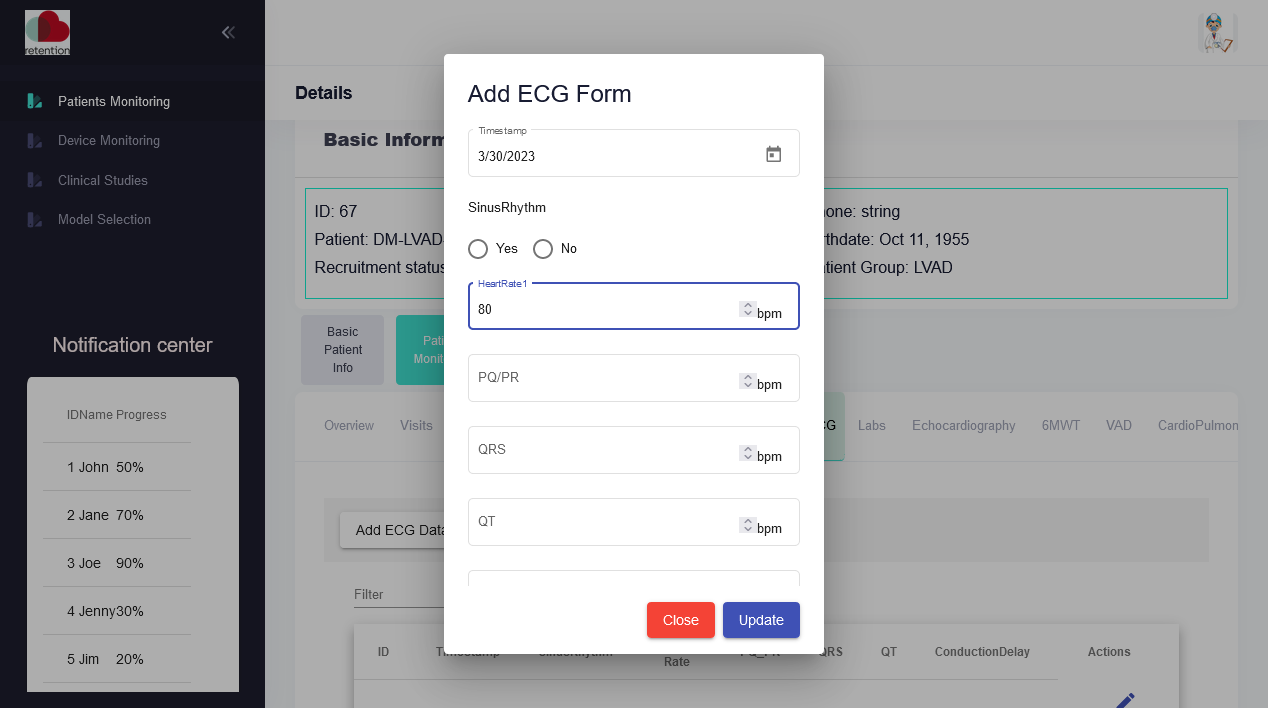 retention
Patients Monitoring
Device Monitoring
Clinical Studies
Model Selection
Notification center
ID Name Progress
1 John 50%
2 Jane 70%
3 Joe 90%
4 Jenny 30%
5 Jim 20%
Details
Basic Inform
ID: 67
Patient: DM-LVAD
Recruitment status
one: string
thdate: Oct 11, 1955
tient Group: LVAD
Basic
Patient
Info
Pati
Monit
Overview Visits CG Labs Echocardiography 6MWT VAD CardioPulmon
Add ECG Data
Filter
ID Timestamp SinusRhythm Rate PQ_PR QRS QT ConductionDelay Actions
Add ECG Form
Timestamp
3/30/2023
SinusRhythm
Yes No
HeartRate1
80 bpm
PQ/PR bpm
QRS bpm
QT bpm
Close Update